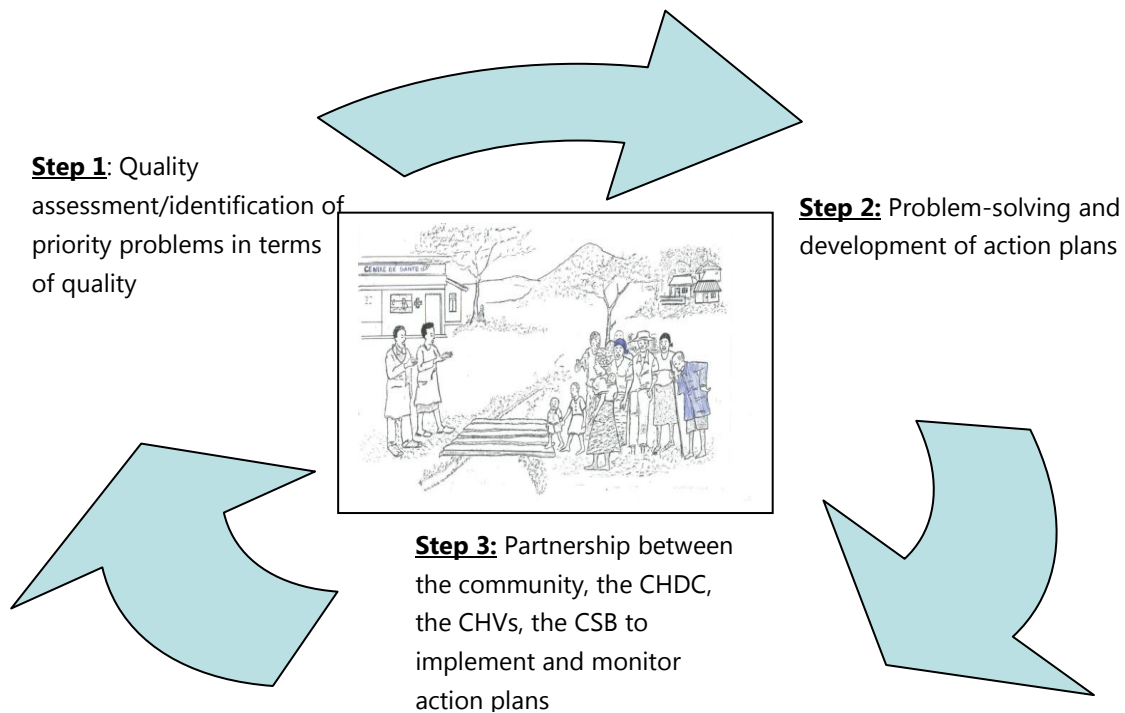 Step 1: Quality
assessment/identification of
priority problems in terms
of quality
Step 2: Problem-solving and
development of action plans
CENTRE DE SANTE
Step 3: Partnership between
the community, the CHDC,
the CHVs, the CSB to
implement and monitor
action plans